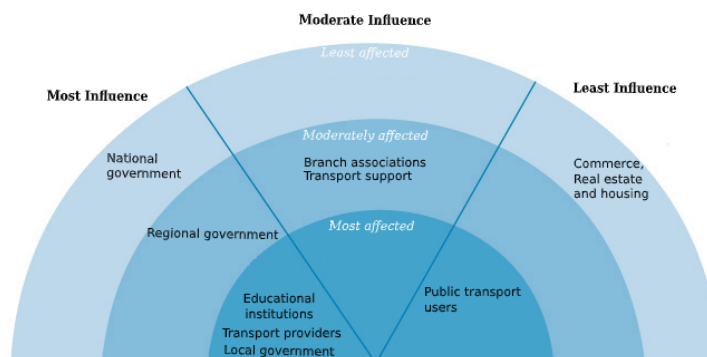 Moderate Influence
Least affected
Most Influence
Least Influence
Moderately affected
National
government
Branch associations
Transport support
Commerce,
Real estate
and housing
Regional government
Most affected
Educational
institutions
Public transport
users
Transport providers
Local government